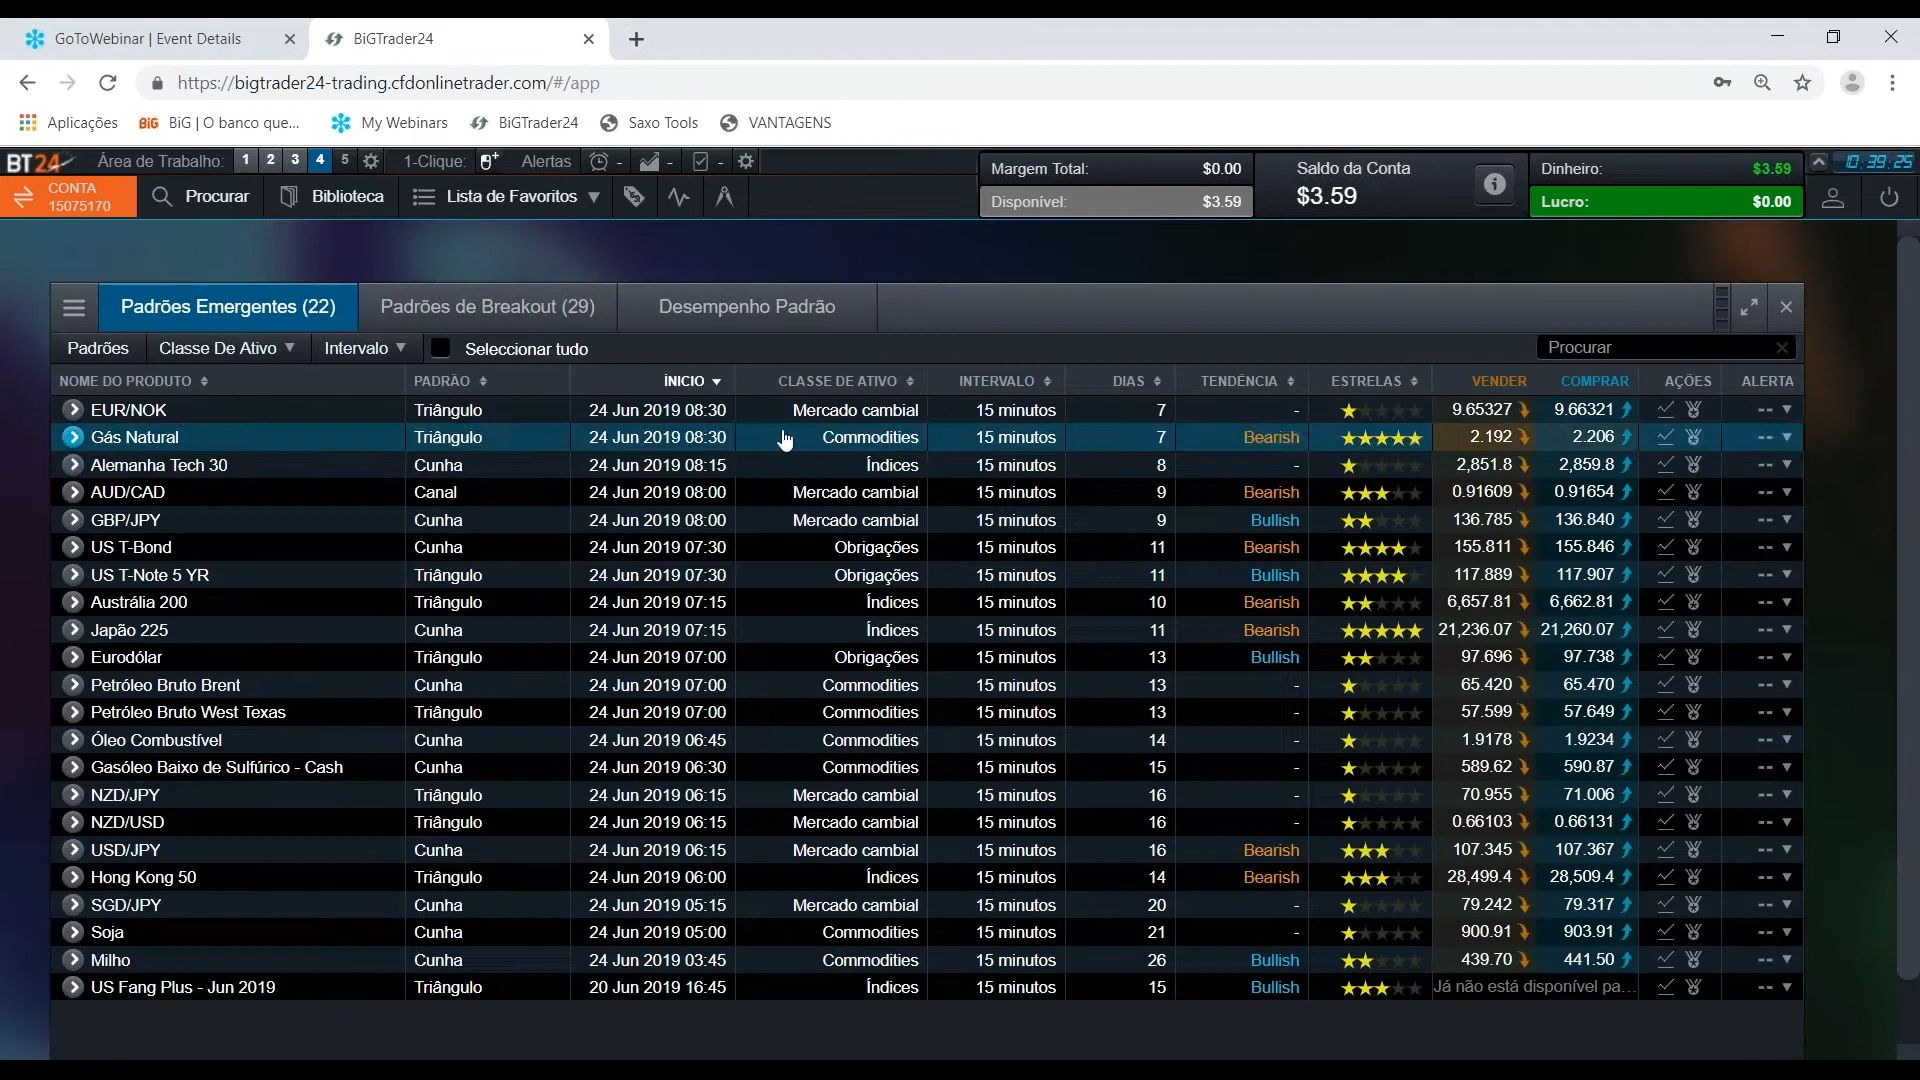 GoToWebinar | Event Details
BiGTrader24
https://bigtrader24-trading.cfdonlinetrader.com/#/app
Aplicações BiG BiG | O banco que... My Webinars BiGTrader24 Saxo Tools VANTAGENS
BT24 Área de Trabalho: 1 2 3 4 5 1-Clique: Alertas - - -
Margem Total: $0.00 Saldo da Conta Dinheiro: $3.59 10:39:25
CONTA
15075170
Procurar Biblioteca Lista de Favoritos
Disponível: $3.59 $3.59 Lucro: $0.00
Padrões Emergentes (22) Padrões de Breakout (29) Desempenho Padrão
Padrões Classe De Ativo Intervalo Seleccionar tudo Procurar
NOME DO PRODUTO PADRÃO ÍNICIO CLASSE DE ATIVO INTERVALO DIAS TENDÊNCIA ESTRELAS VENDER COMPRAR AÇÕES ALERTA
EUR/NOK Triângulo 24 Jun 2019 08:30 Mercado cambial 15 minutos 7 - 9.65327 9.66321 --
Gás Natural Triângulo 24 Jun 2019 08:30 Commodities 15 minutos 7 Bearish 2.192 2.206 --
Alemanha Tech 30 Cunha 24 Jun 2019 08:15 Índices 15 minutos 8 - 2,851.8 2,859.8 --
AUD/CAD Canal 24 Jun 2019 08:00 Mercado cambial 15 minutos 9 Bearish 0.91609 0.91654 --
GBP/JPY Cunha 24 Jun 2019 08:00 Mercado cambial 15 minutos 9 Bullish 136.785 136.840 --
US T-Bond Cunha 24 Jun 2019 07:30 Obrigações 15 minutos 11 Bearish 155.811 155.846 --
US T-Note 5 YR Triângulo 24 Jun 2019 07:30 Obrigações 15 minutos 11 Bullish 117.889 117.907 --
Austrália 200 Triângulo 24 Jun 2019 07:15 Índices 15 minutos 10 Bearish 6,657.81 6,662.81 --
Japão 225 Cunha 24 Jun 2019 07:15 Índices 15 minutos 11 Bearish 21,236.07 21,260.07 --
Eurodólar Triângulo 24 Jun 2019 07:00 Obrigações 15 minutos 13 Bullish 97.696 97.738 --
Petróleo Bruto Brent Cunha 24 Jun 2019 07:00 Commodities 15 minutos 13 - 65.420 65.470 --
Petróleo Bruto West Texas Triângulo 24 Jun 2019 07:00 Commodities 15 minutos 13 - 57.599 57.649 --
Óleo Combustível Cunha 24 Jun 2019 06:45 Commodities 15 minutos 14 - 1.9178 1.9234 --
Gasóleo Baixo de Sulfúrico - Cash Cunha 24 Jun 2019 06:30 Commodities 15 minutos 15 - 589.62 590.87 --
NZD/JPY Triângulo 24 Jun 2019 06:15 Mercado cambial 15 minutos 16 - 70.955 71.006 --
NZD/USD Triângulo 24 Jun 2019 06:15 Mercado cambial 15 minutos 16 - 0.66103 0.66131 --
USD/JPY Cunha 24 Jun 2019 06:15 Mercado cambial 15 minutos 16 Bearish 107.345 107.367 --
Hong Kong 50 Triângulo 24 Jun 2019 06:00 Índices 15 minutos 14 Bearish 28,499.4 28,509.4 --
SGD/JPY Cunha 24 Jun 2019 05:15 Mercado cambial 15 minutos 20 - 79.242 79.317 --
Soja Cunha 24 Jun 2019 05:00 Commodities 15 minutos 21 - 900.91 903.91 --
Milho Cunha 24 Jun 2019 03:45 Commodities 15 minutos 26 Bullish 439.70 441.50 --
US Fang Plus - Jun 2019 Triângulo 20 Jun 2019 16:45 Índices 15 minutos 15 Bullish Já não está disponível pa... --